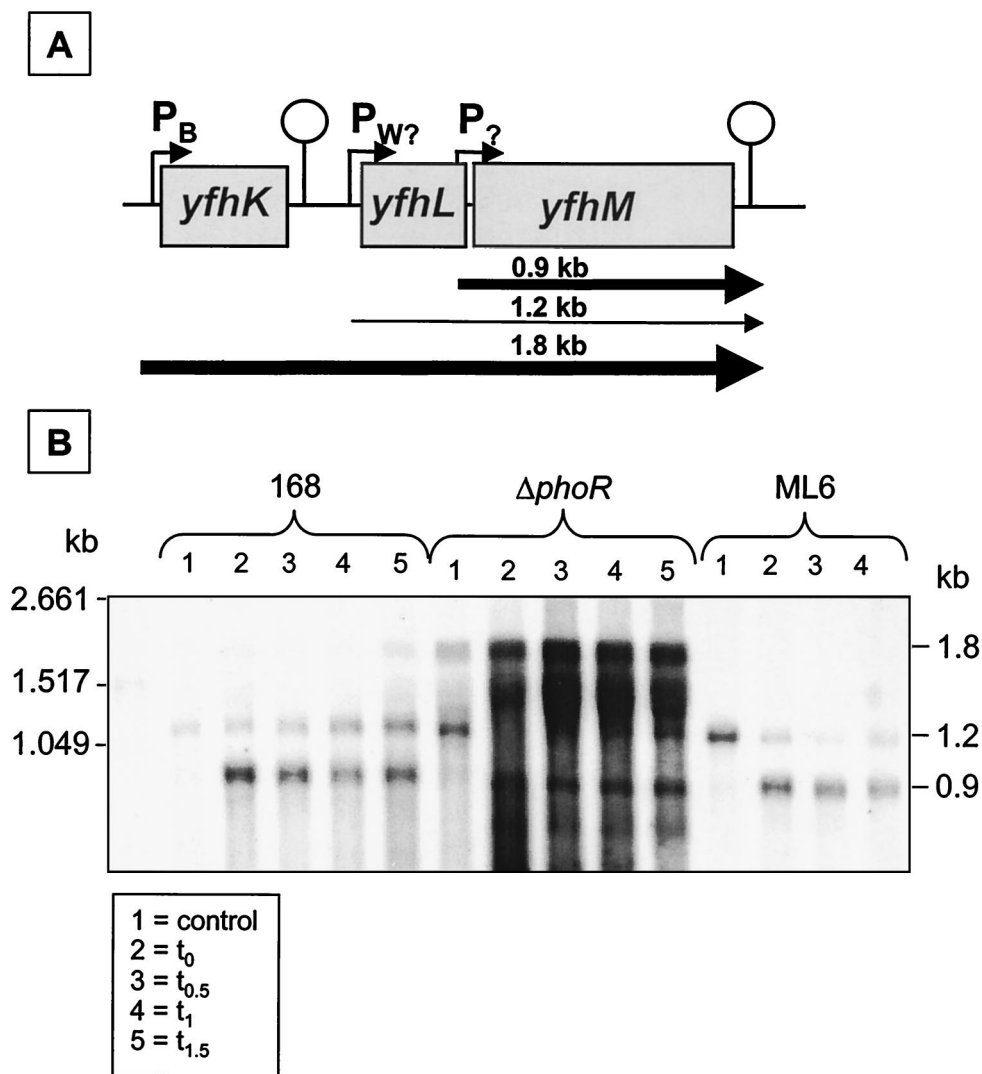 A
P_B P_W? P_?
yfhK yfhL yfhM
0.9 kb
1.2 kb
1.8 kb
B
168 ΔphoR ML6
kb 1 2 3 4 5 1 2 3 4 5 1 2 3 4 kb
2.661
1.8
1.517
1.2
1.049
0.9
1 = control
2 = t₀
3 = t₀.₅
4 = t₁
5 = t₁.₅